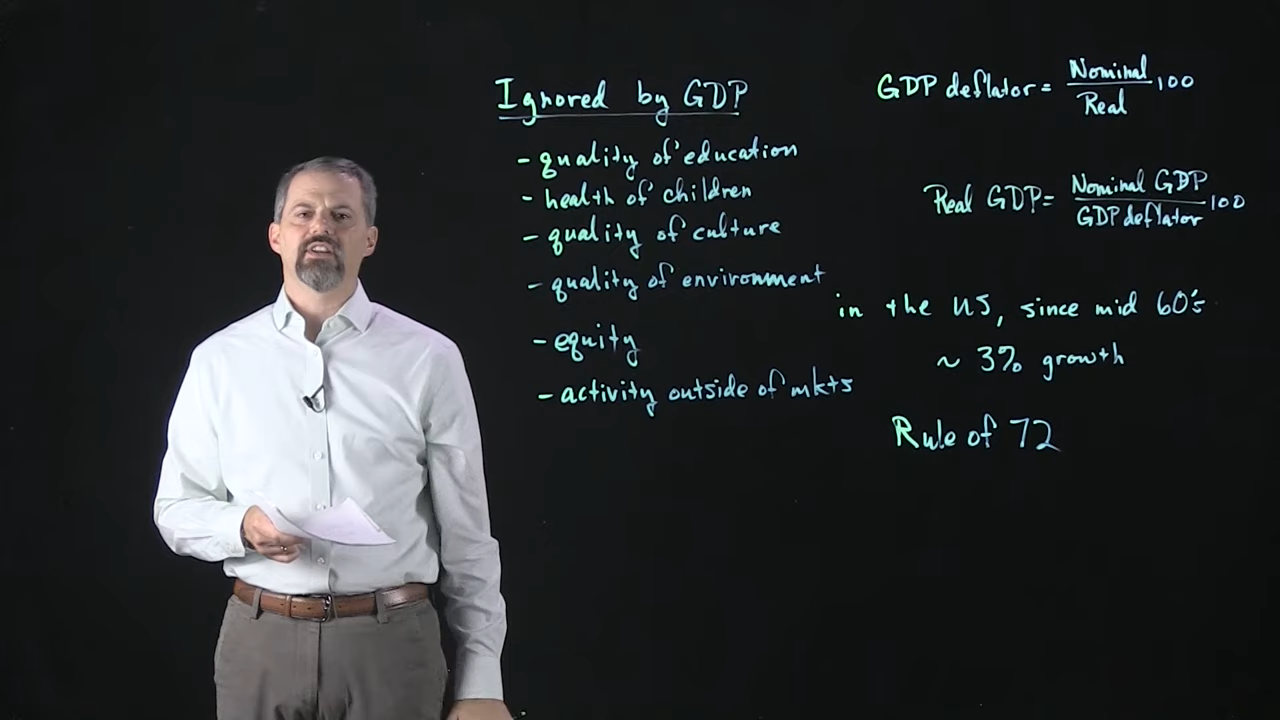 Ignored by GDP
- quality of education
- health of children
- quality of culture
- quality of environment
- equity
- activity outside of mkts
GDP deflator = Nominal / Real 100
Real GDP = Nominal GDP / GDP deflator 100
in the US, since mid 60's
~ 3% growth
Rule of 72